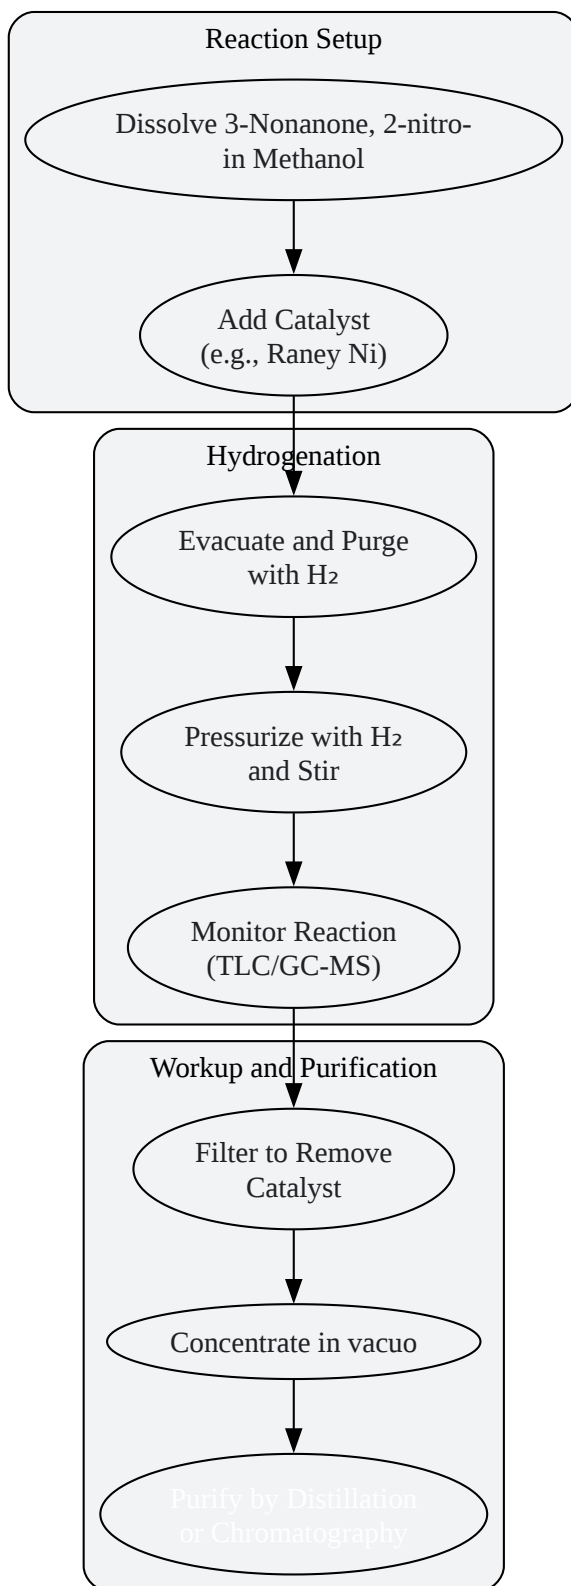 Reaction Setup
Dissolve 3-Nonanone, 2-nitro-
in Methanol
Add Catalyst
(e.g., Raney Ni)
Hydrogenation
Evacuate and Purge
with H₂
Pressurize with H₂
and Stir
Monitor Reaction
(TLC/GC-MS)
Workup and Purification
Filter to Remove
Catalyst
Concentrate in vacuo
Purify by Distillation
or Chromatography